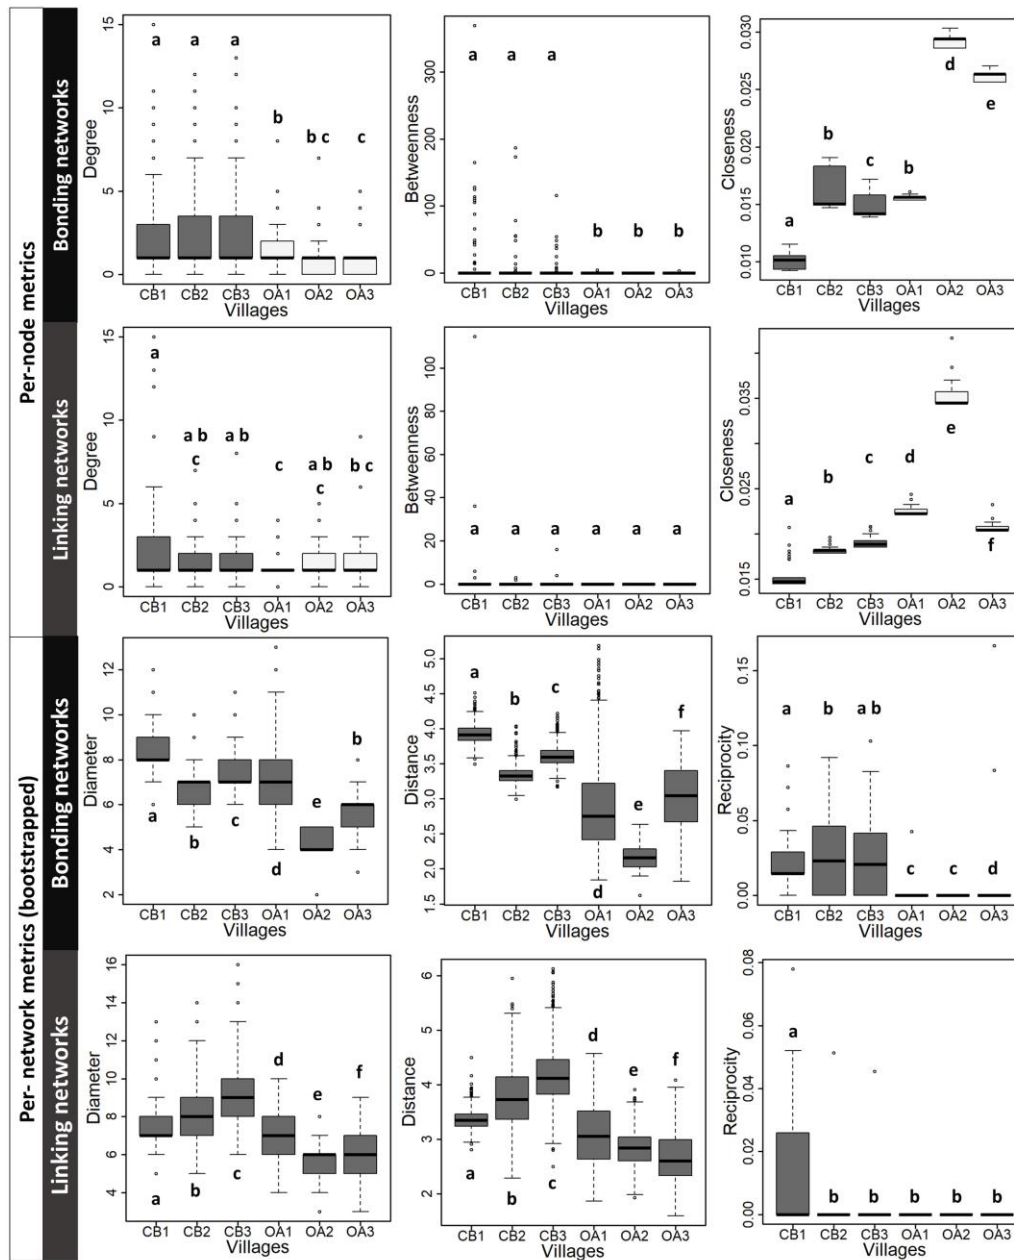 Per-node metrics
Bonding networks
Degree
15
10
5
0
a a a b b c c
CB1 CB2 CB3 OA1 OA2 OA3
Villages
Betweenness
300
200
100
0
a a a b b b
CB1 CB2 CB3 OA1 OA2 OA3
Villages
Closeness
0.030
0.025
0.020
0.015
0.010
a b c b d e
CB1 CB2 CB3 OA1 OA2 OA3
Villages
Linking networks
Degree
15
10
5
0
a a b c a b c a b c b c
CB1 CB2 CB3 OA1 OA2 OA3
Villages
Betweenness
100
80
60
40
20
0
a a a a a a
CB1 CB2 CB3 OA1 OA2 OA3
Villages
Closeness
0.035
0.025
0.015
a b c d e f
CB1 CB2 CB3 OA1 OA2 OA3
Villages
Per- network metrics (bootstrapped)
Bonding networks
Diameter
12
10
8
6
4
2
a b c d e b
CB1 CB2 CB3 OA1 OA2 OA3
Villages
Distance
5.0
4.5
4.0
3.5
3.0
2.5
2.0
1.5
a b c d e f
CB1 CB2 CB3 OA1 OA2 OA3
Villages
Reciprocity
0.15
0.10
0.05
0.00
a b a b c c d
CB1 CB2 CB3 OA1 OA2 OA3
Villages
Linking networks
Diameter
16
14
12
10
8
6
4
a b c d e f
CB1 CB2 CB3 OA1 OA2 OA3
Villages
Distance
6
5
4
3
2
a b c d e f
CB1 CB2 CB3 OA1 OA2 OA3
Villages
Reciprocity
0.08
0.06
0.04
0.02
0.00
a b b b b b
CB1 CB2 CB3 OA1 OA2 OA3
Villages